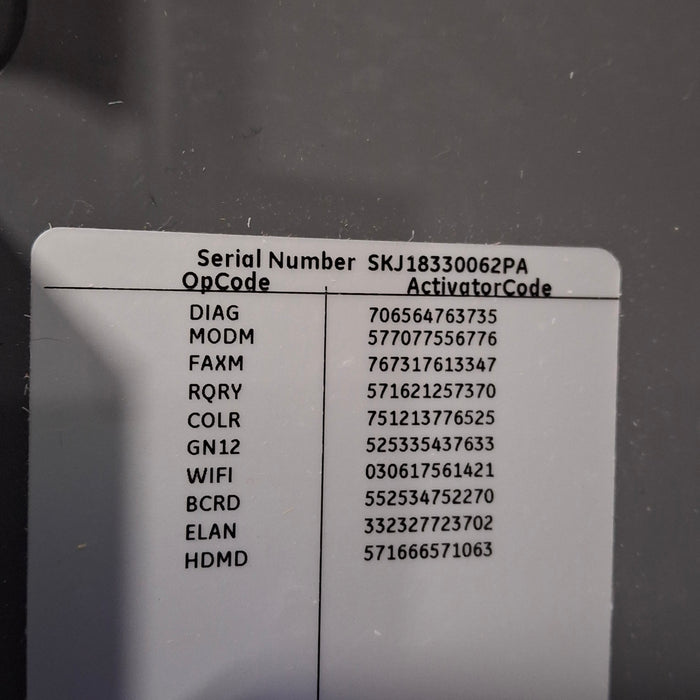 Serial Number SKJ18330062PA
OpCode ActivatorCode
DIAG 706564763735
MODM 577077556776
FAXM 767317613347
RQRY 571621257370
COLR 751213776525
GN12 525335437633
WIFI 030617561421
BCRD 552534752270
ELAN 332327723702
HDMD 571666571063